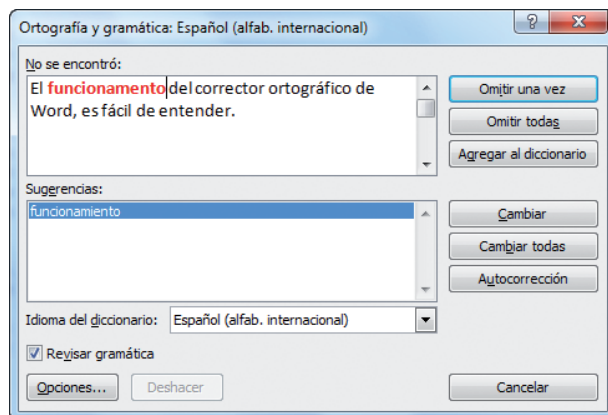 Ortografía y gramática: Español (alfab. internacional)
No se encontró:
El funcionamento del corrector ortográfico de
Word, es fácil de entender.
Omitir una vez
Omitir todas
Agregar al diccionario
Sugerencias:
funcionamiento
Cambiar
Cambiar todas
Autocorrección
Idioma del diccionario: Español (alfab. internacional)
Revisar gramática
Opciones... Deshacer Cancelar